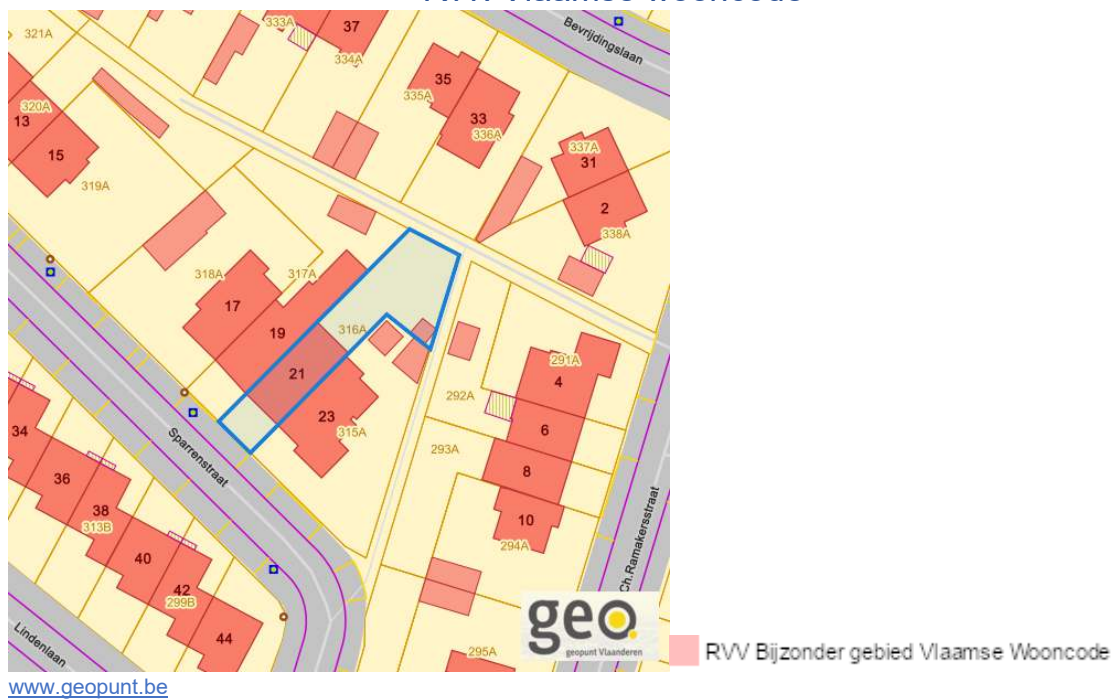 RVV Vlaamse Wooncode
321A
333A
37
334A
Bevrijdingslaan
35
335A
33
336A
320A
13
15
319A
337A
31
2
338A
318A
317A
17
19
316A
21
23
315A
291A
4
292A
6
293A
8
10
294A
Sparrenstraat
34
36
38
313B
40
42
299B
44
Lindenlaan
Ch.Ramakersstraat
295A
geo
geopunt Vlaanderen
RVV Bijzonder gebied Vlaamse Wooncode
www.geopunt.be